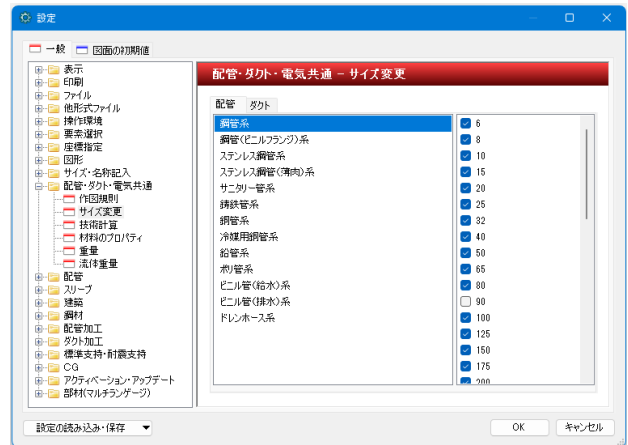 設定
一般
図面の初期値
表示
印刷
ファイル
他形式ファイル
操作環境
要素選択
座標指定
図形
サイズ・名称記入
配管・ダクト・電気共通
作図規則
サイズ変更
技術計算
材料のプロパティ
重量
流体重量
配管
スリーブ
建築
鋼材
配管加工
ダクト加工
標準支持・耐震支持
CG
アクティベーション・アップデート
部材(マルチランゲージ)
配管・ダクト・電気共通 - サイズ変更
配管
ダクト
鋼管系
鋼管(ビニルフランジ)系
ステンレス鋼管系
ステンレス鋼管(薄肉)系
サニタリー管系
鋳鉄管系
銅管系
冷媒用銅管系
鉛管系
ポリ管系
ビニル管(給水)系
ビニル管(排水)系
ドレンホース系
6
8
10
15
20
25
32
40
50
65
80
90
100
125
150
175
200
設定の読み込み・保存
OK
キャンセル